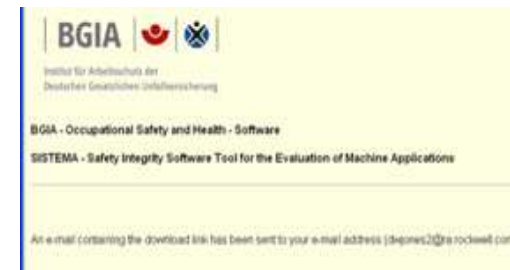 BGIA
Institut für Arbeitsschutz der
Deutschen Gesetzlichen Unfallversicherung
BGIA - Occupational Safety and Health - Software
SISTEMA - Safety Integrity Software Tool for the Evaluation of Machine Applications
An e-mail containing the download link has been sent to your e-mail address